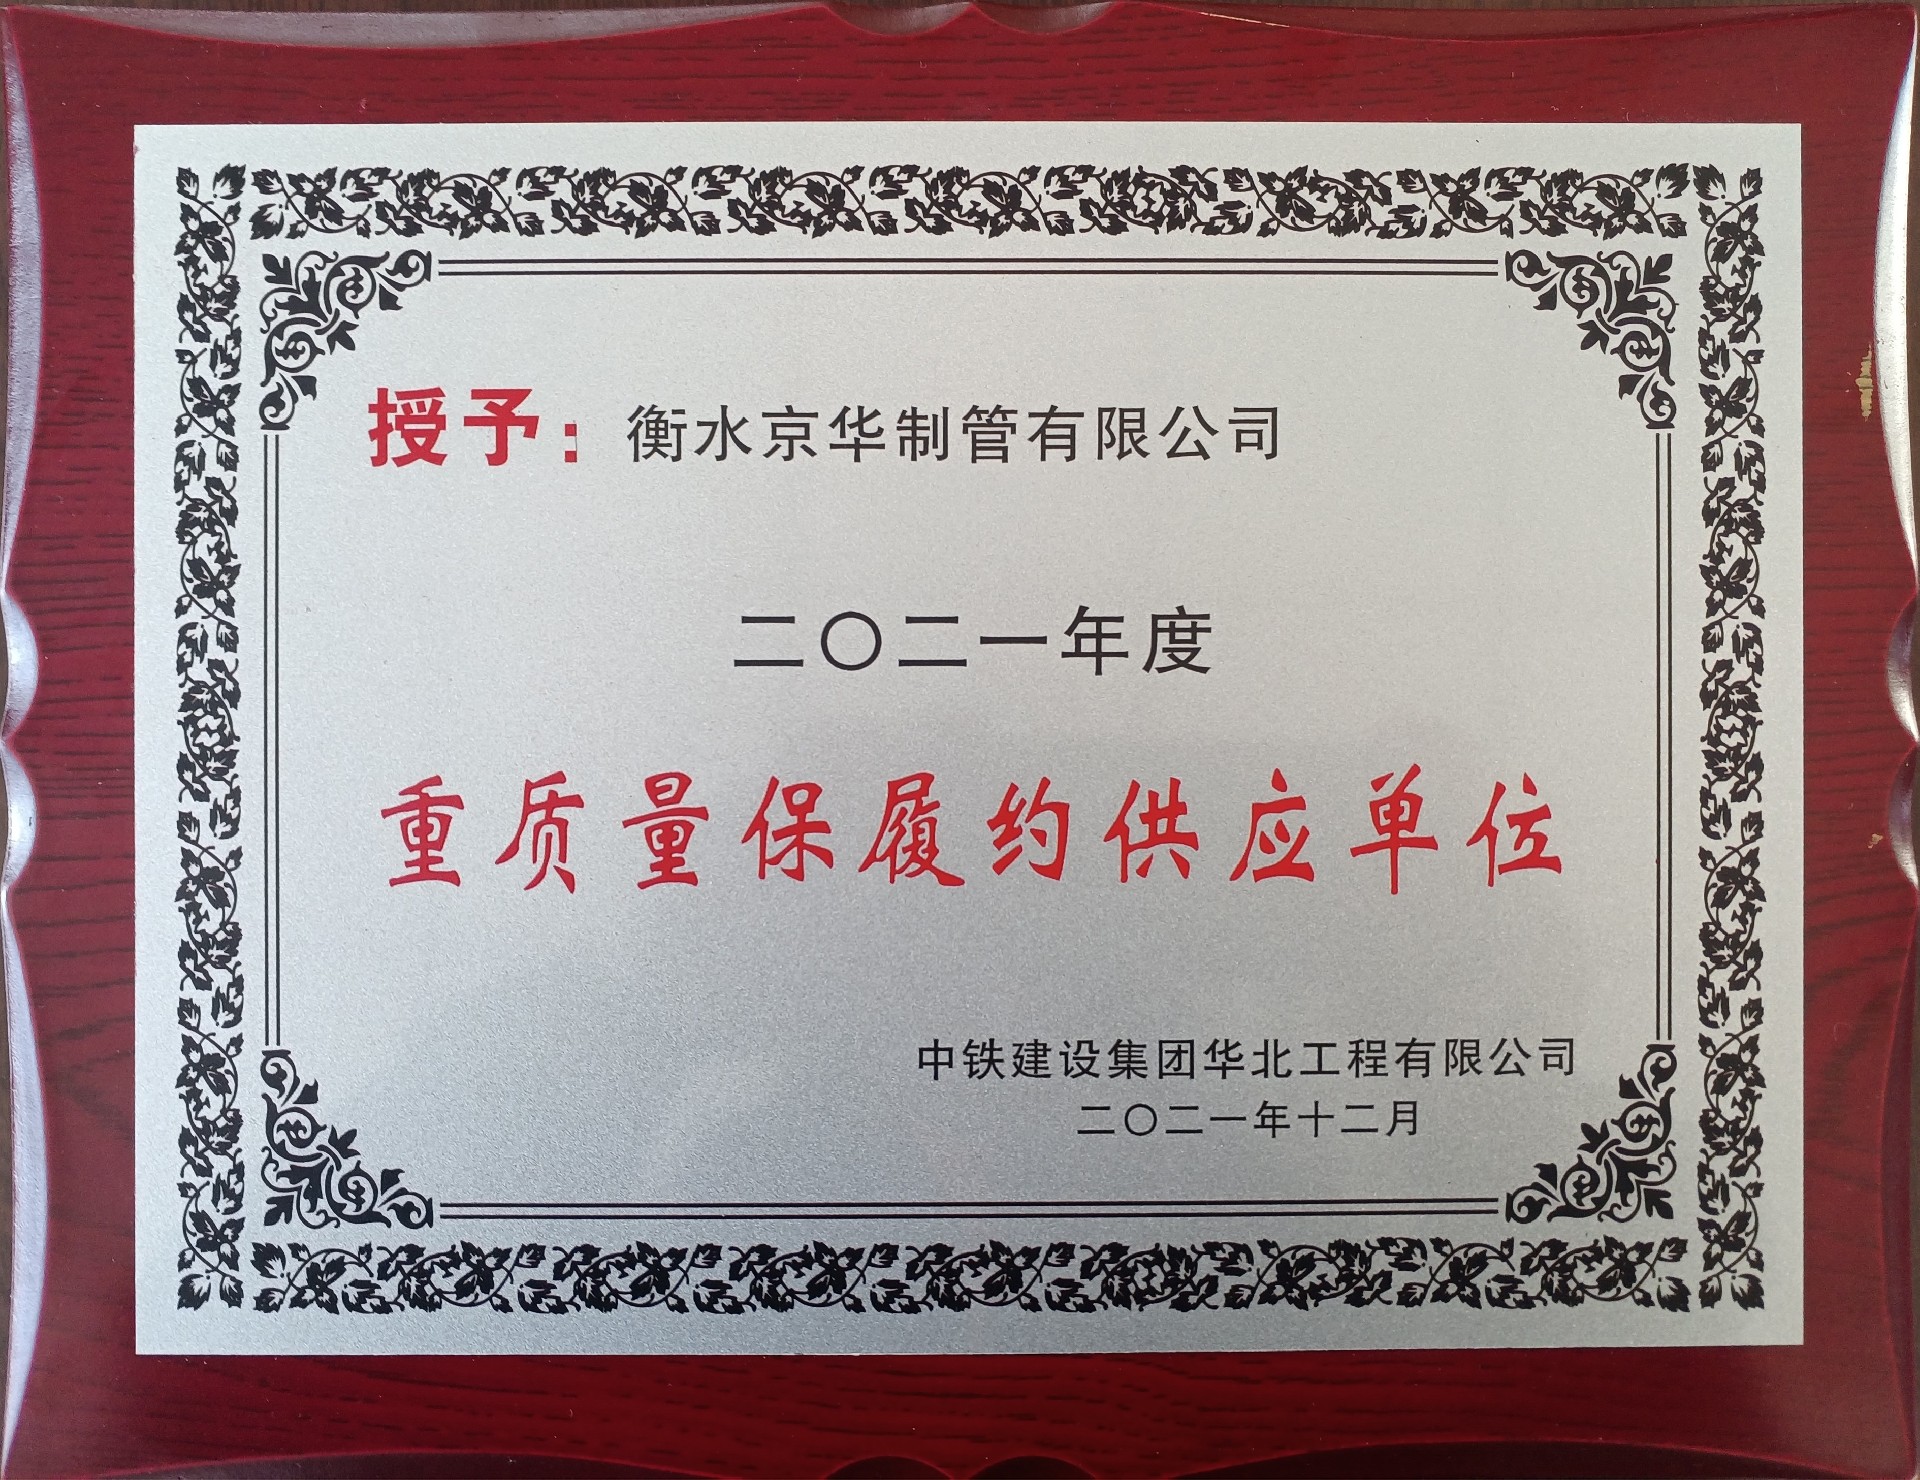 授予：衡水京华制管有限公司
二〇二一年度
重质量保履约供应单位
中铁建设集团华北工程有限公司
二〇二一年十二月